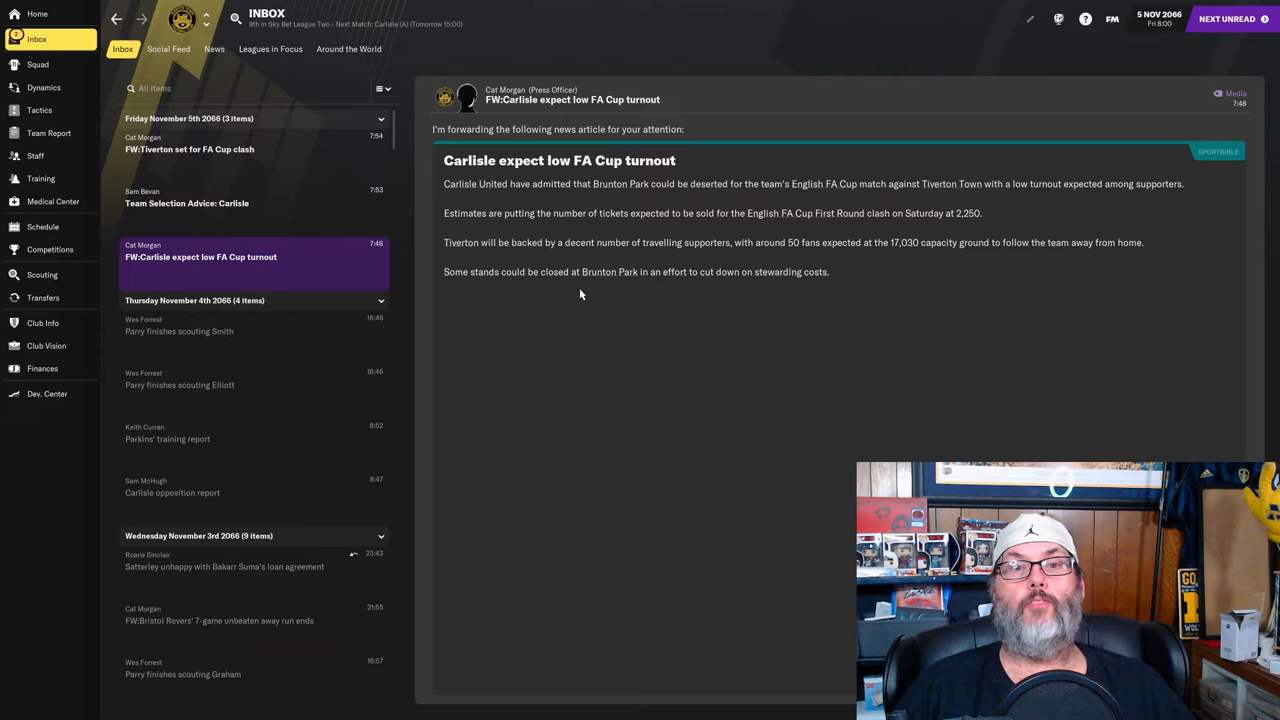 Home
2
Inbox
Squad
Dynamics
Tactics
Team Report
Staff
Training
Medical Center
Schedule
Competitions
Scouting
Transfers
Club Info
Club Vision
Finances
Dev. Center
INBOX
9th in Sky Bet League Two - Next Match: Carlisle (A) (Tomorrow 15:00)
FM
5 NOV 2066
Fri 8:00
NEXT UNREAD
Inbox
Social Feed
News
Leagues in Focus
Around the World
All Items
Friday November 5th 2066 (3 items)
Cat Morgan
7:54
FW:Tiverton set for FA Cup clash
Sam Bevan
7:53
Team Selection Advice: Carlisle
Cat Morgan
7:48
FW:Carlisle expect low FA Cup turnout
Thursday November 4th 2066 (4 items)
Wes Forrest
16:46
Parry finishes scouting Smith
Wes Forrest
16:46
Parry finishes scouting Elliott
Keith Curran
8:52
Parkins' training report
Sam McHugh
8:47
Carlisle opposition report
Wednesday November 3rd 2066 (9 items)
Roarie Sinclair
23:43
Satterley unhappy with Bakarr Suma's loan agreement
Cat Morgan
21:55
FW:Bristol Rovers' 7-game unbeaten away run ends
Wes Forrest
16:57
Parry finishes scouting Graham
Cat Morgan (Press Officer)
FW:Carlisle expect low FA Cup turnout
Media
7:48
I'm forwarding the following news article for your attention:
Carlisle expect low FA Cup turnout
SPORTBIBLE
Carlisle United have admitted that Brunton Park could be deserted for the team's English FA Cup match against Tiverton Town with a low turnout expected among supporters.
Estimates are putting the number of tickets expected to be sold for the English FA Cup First Round clash on Saturday at 2,250.
Tiverton will be backed by a decent number of travelling supporters, with around 50 fans expected at the 17,030 capacity ground to follow the team away from home.
Some stands could be closed at Brunton Park in an effort to cut down on stewarding costs.